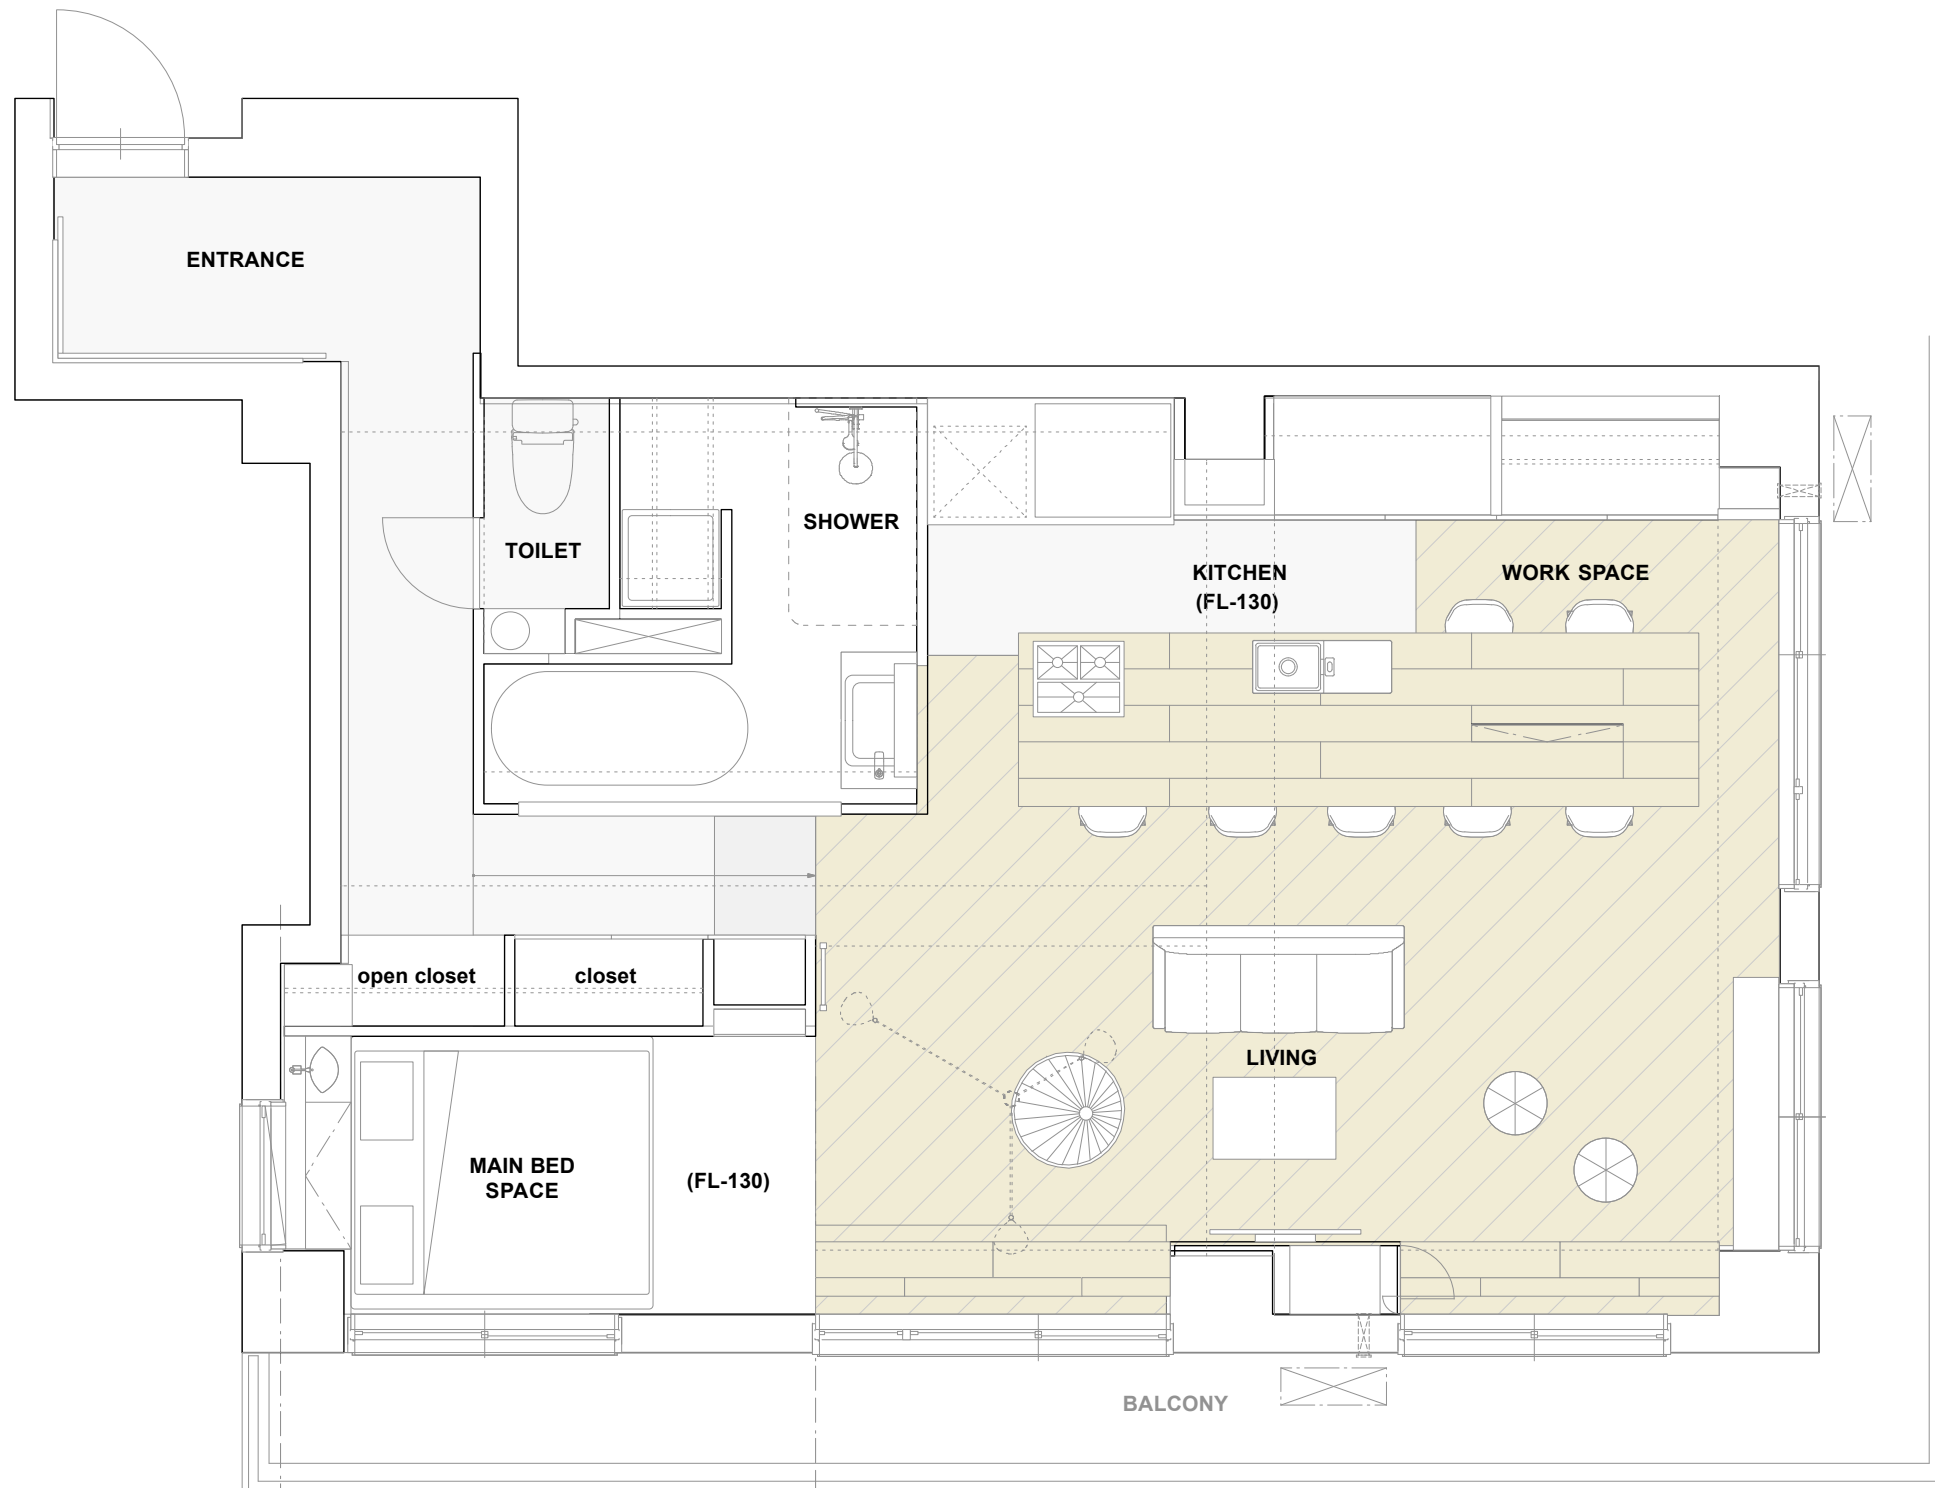 ENTRANCE
SHOWER
TOILET
KITCHEN
(FL-130)
WORK SPACE
open closet
closet
LIVING
MAIN BED
SPACE
(FL-130)
BALCONY